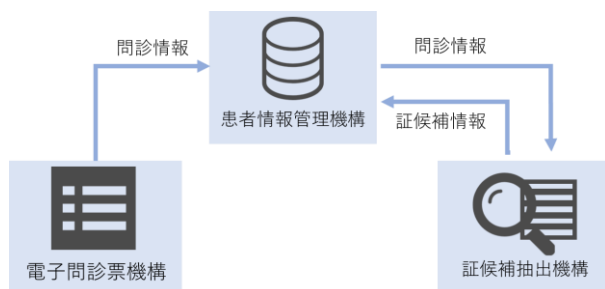 問診情報
問診情報
患者情報管理機構
証候補情報
電子問診票機構
証候補抽出機構